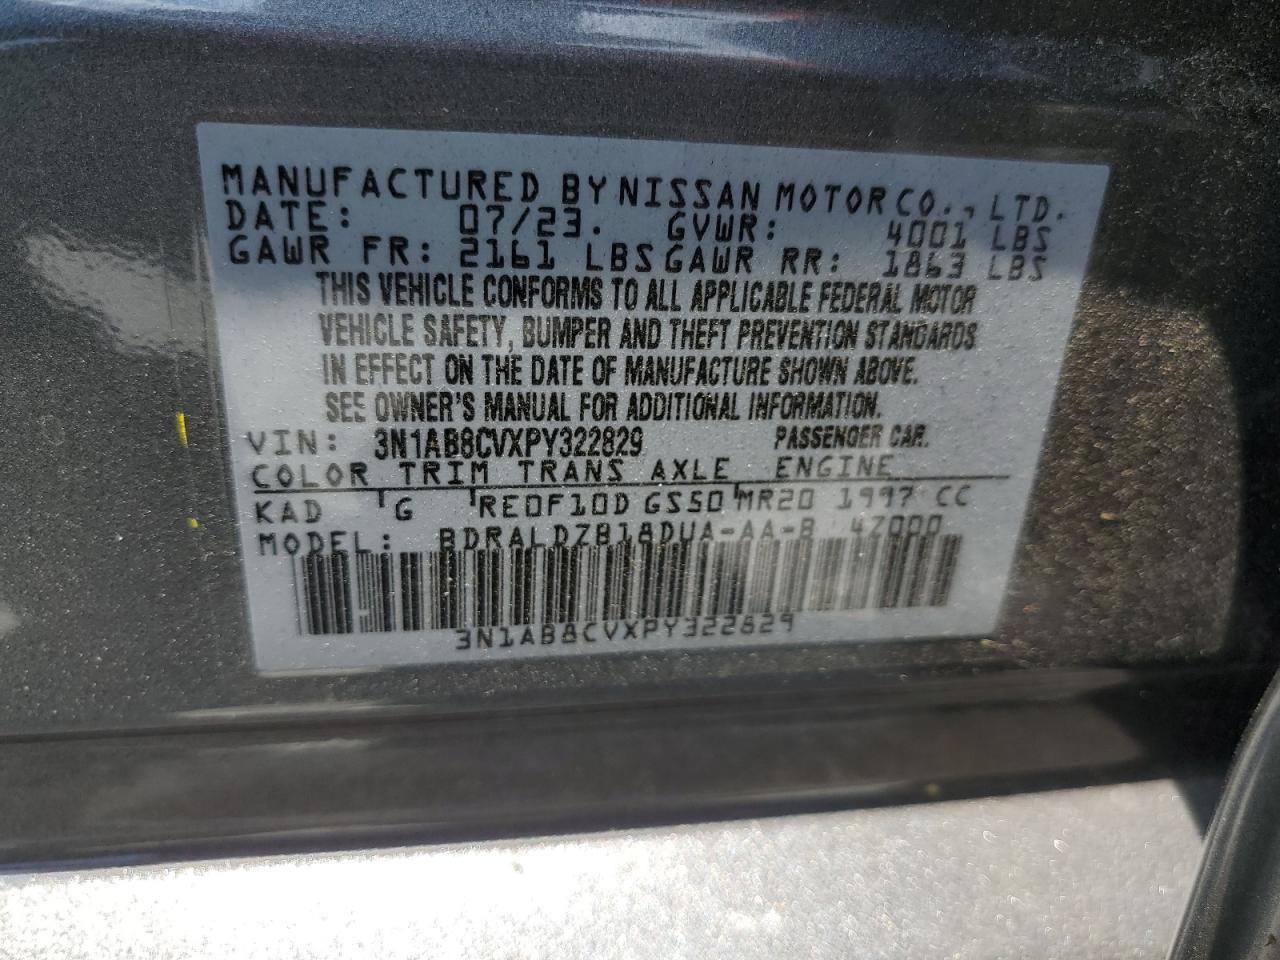 MANUFACTURED BY NISSAN MOTOR CO., LTD.
DATE: 07/23. GVWR: 4001 LBS
GAWR FR: 2161 LBS GAWR RR: 1863 LBS
THIS VEHICLE CONFORMS TO ALL APPLICABLE FEDERAL MOTOR
VEHICLE SAFETY, BUMPER AND THEFT PREVENTION STANDARDS
IN EFFECT ON THE DATE OF MANUFACTURE SHOWN ABOVE.
SEE OWNER'S MANUAL FOR ADDITIONAL INFORMATION.
VIN: 3N1AB8CVXPY322829 PASSENGER CAR.
COLOR TRIM TRANS AXLE ENGINE
KAD G RE0F10D GS50 MR20 1997 CC
MODEL: BDRALDZB18DUA-AA-B 4Z000
3N1AB8CVXPY322829